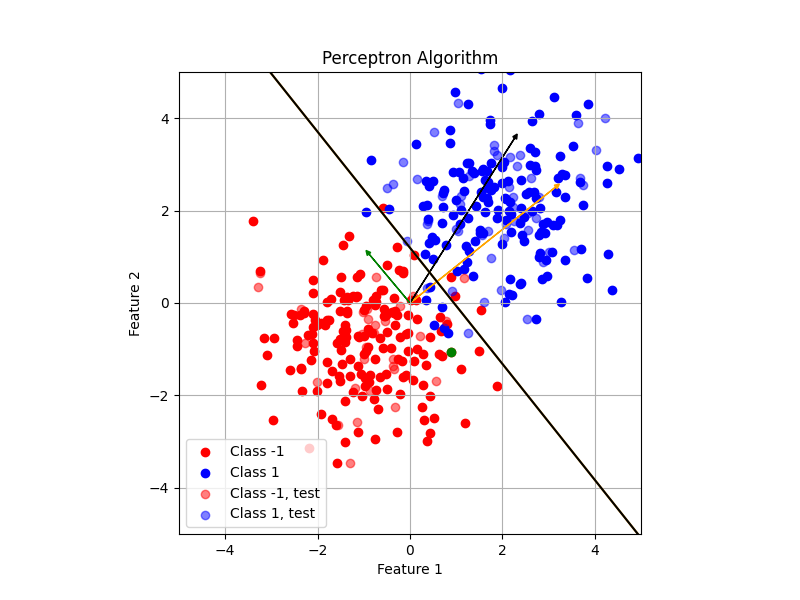 Perceptron Algorithm
4
2
0
−2
−4
Feature 2
Class -1
Class 1
Class -1, test
Class 1, test
−4
−2
0
2
4
Feature 1